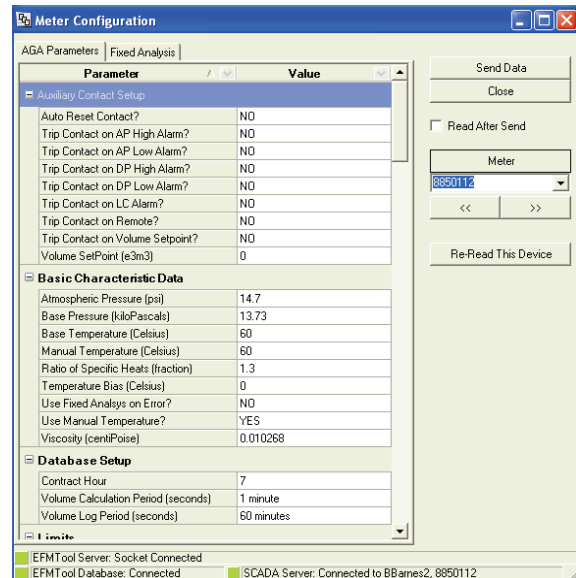 Meter Configuration
AGA Parameters Fixed Analysis
Parameter Value
Auxiliary Contact Setup
Auto Reset Contact? NO
Trip Contact on AP High Alarm? NO
Trip Contact on AP Low Alarm? NO
Trip Contact on DP High Alarm? NO
Trip Contact on DP Low Alarm? NO
Trip Contact on LC Alarm? NO
Trip Contact on Remote? NO
Trip Contact on Volume Setpoint? NO
Volume SetPoint (e3m3) 0
Basic Characteristic Data
Atmospheric Pressure (psi) 14.7
Base Pressure (kiloPascals) 13.73
Base Temperature (Celsius) 60
Manual Temperature (Celsius) 60
Ratio of Specific Heats (fraction) 1.3
Temperature Bias (Celsius) 0
Use Fixed Analsys on Error? NO
Use Manual Temperature? YES
Viscosity (centiPoise) 0.010268
Database Setup
Contract Hour 7
Volume Calculation Period (seconds) 1 minute
Volume Log Period (seconds) 60 minutes
Limits
Send Data
Close
Read After Send
Meter
8850112
<< >>
Re-Read This Device
EFMTool Server: Socket Connected
EFMTool Database: Connected SCADA Server: Connected to BBarnes2, 8850112